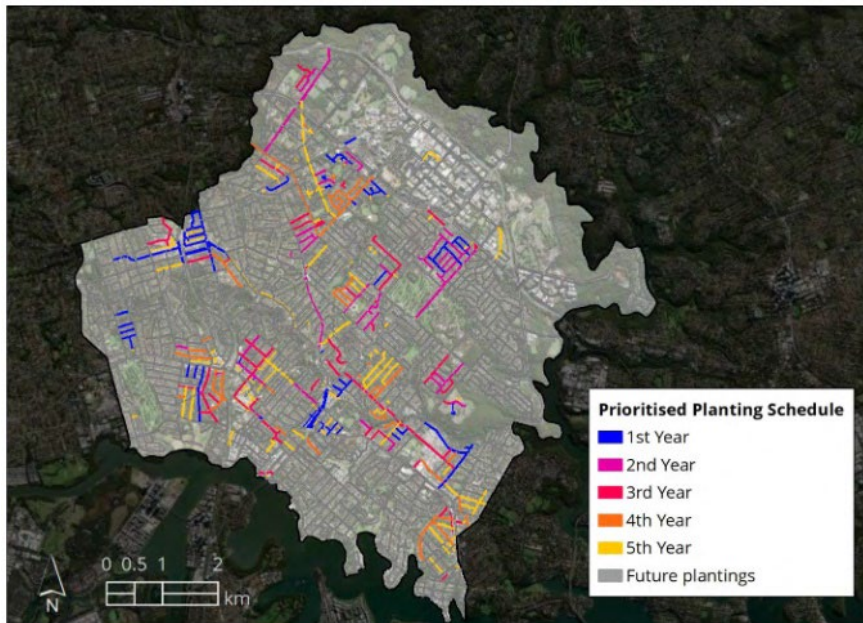 Prioritised Planting Schedule
1st Year
2nd Year
3rd Year
4th Year
5th Year
Future plantings
0 0.5 1 2
km
N